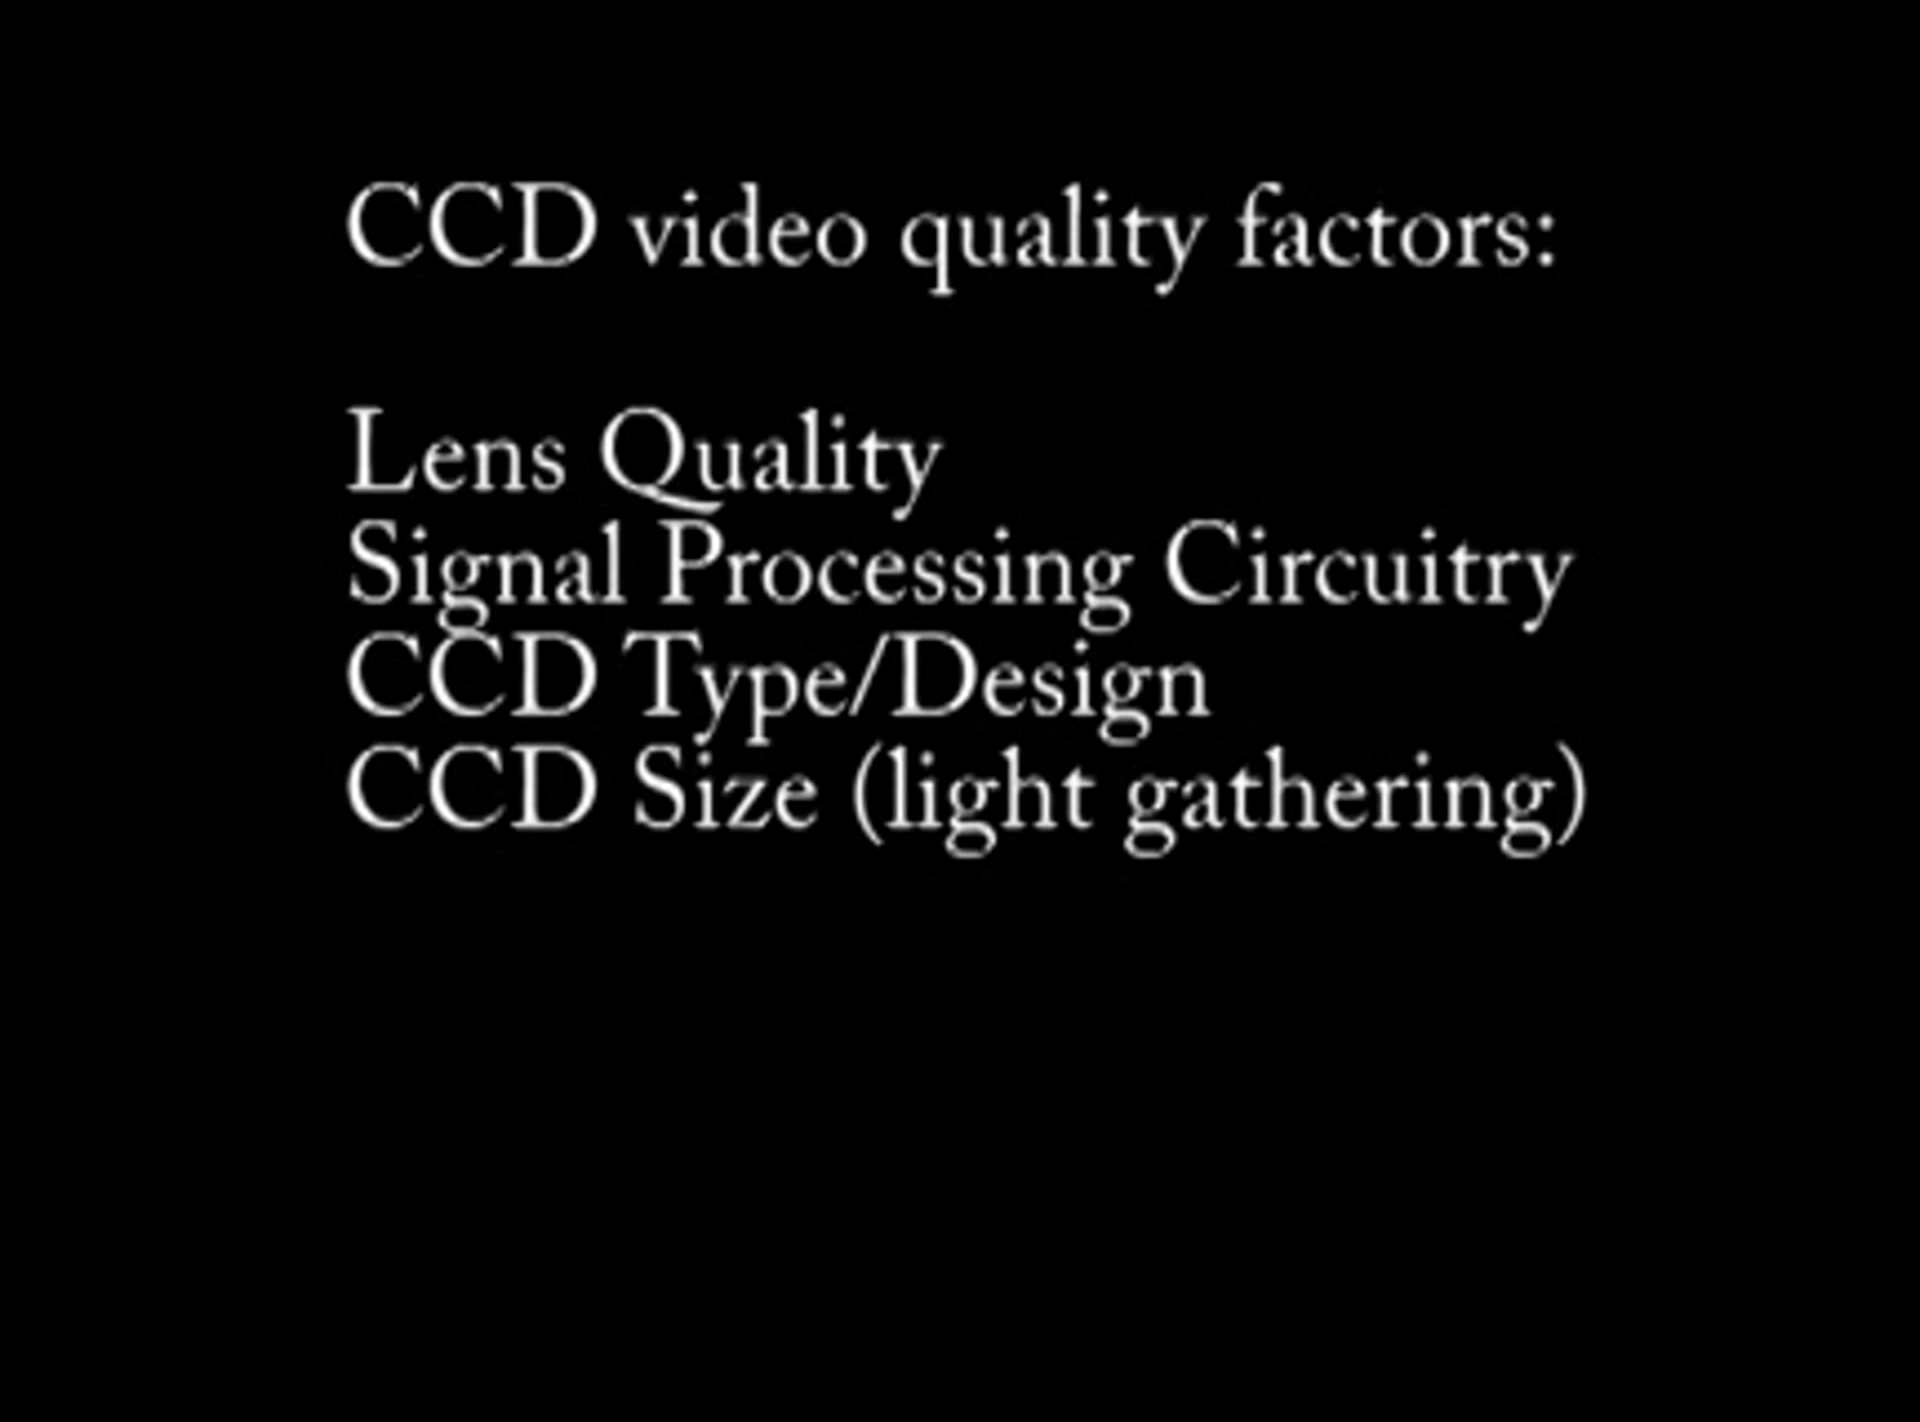 CCD video quality factors:
Lens Quality
Signal Processing Circuitry
CCD Type/Design
CCD Size (light gathering)